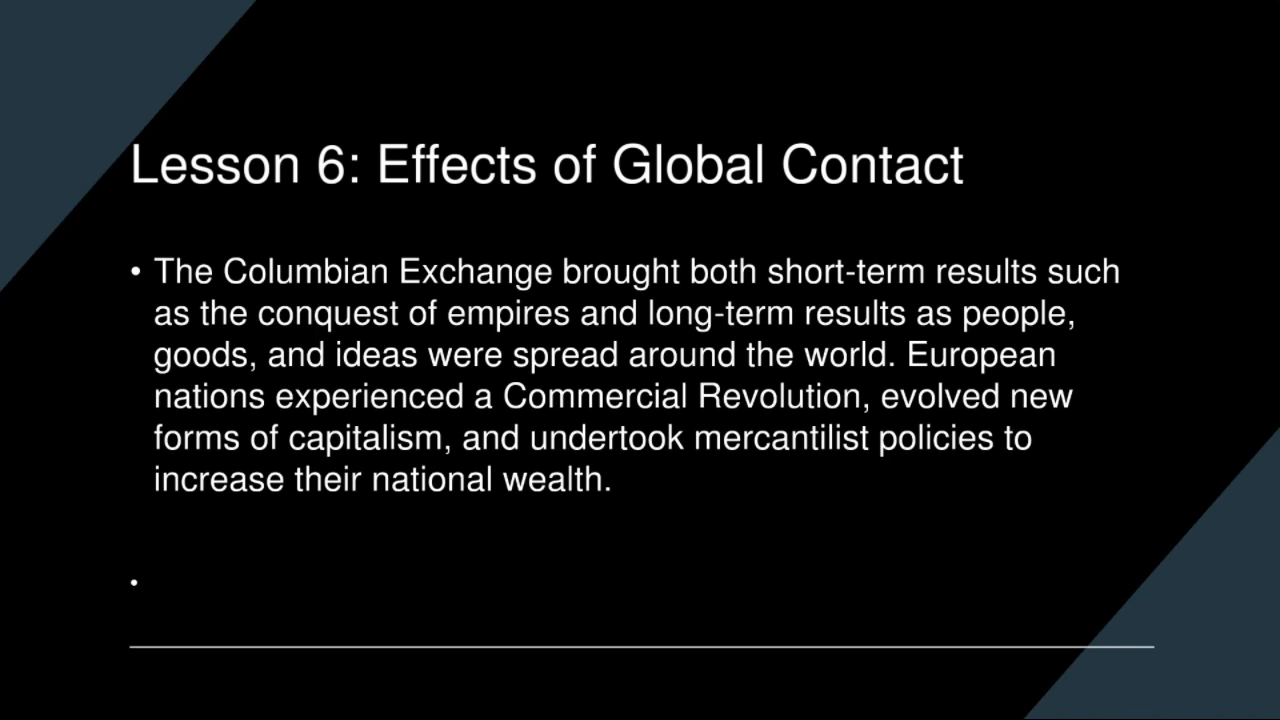 Lesson 6: Effects of Global Contact
• The Columbian Exchange brought both short-term results such
as the conquest of empires and long-term results as people,
goods, and ideas were spread around the world. European
nations experienced a Commercial Revolution, evolved new
forms of capitalism, and undertook mercantilist policies to
increase their national wealth.
•